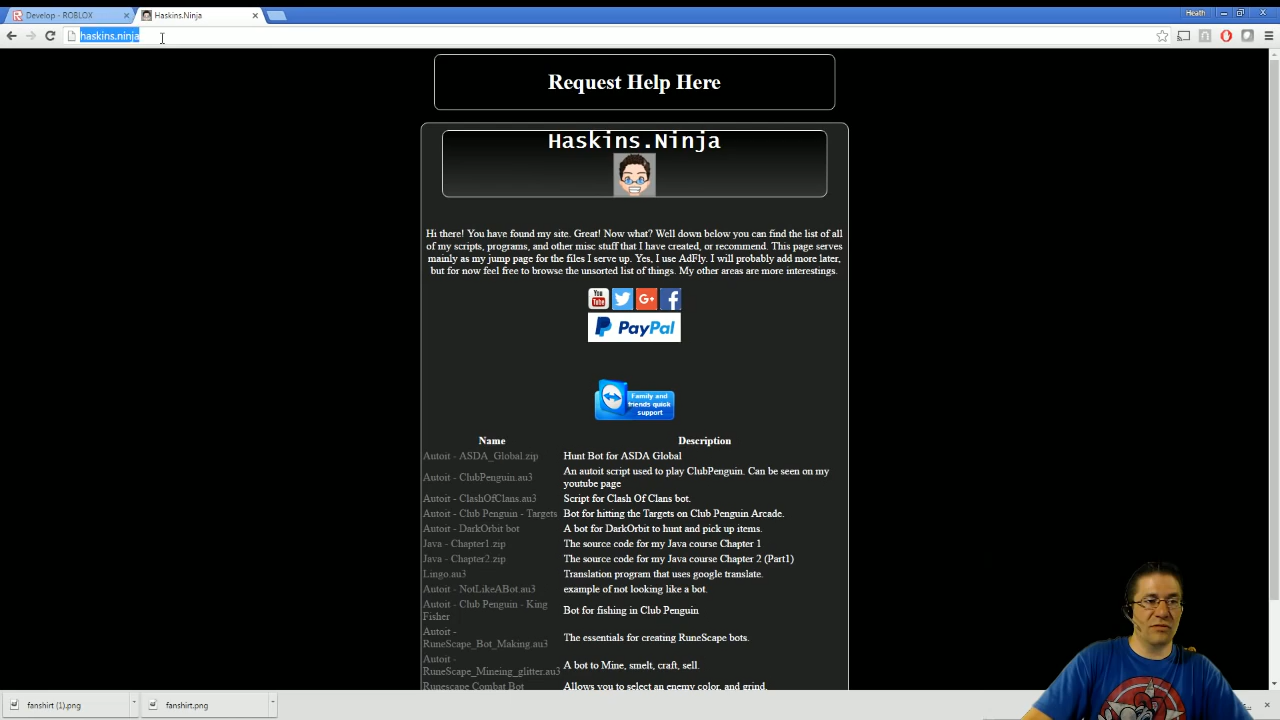 Develop - ROBLOX
Haskins.Ninja
Heath
haskins.ninja
Request Help Here
Haskins.Ninja
Hi there! You have found my site. Great! Now what? Well down below you can find the list of all
of my scripts, programs, and other misc stuff that I have created, or recommend. This page serves
mainly as my jump page for the files I serve up. Yes, I use AdFly. I will probably add more later,
but for now feel free to browse the unsorted list of things. My other areas are more interestings.
You
Tube
G+
f
PayPal
Family and
friends quick
support
Name Description
Autoit - ASDA_Global.zip Hunt Bot for ASDA Global
Autoit - ClubPenguin.au3 An autoit script used to play ClubPenguin. Can be seen on my
youtube page
Autoit - ClashOfClans.au3 Script for Clash Of Clans bot.
Autoit - Club Penguin - Targets Bot for hitting the Targets on Club Penguin Arcade.
Autoit - DarkOrbit bot A bot for DarkOrbit to hunt and pick up items.
Java - Chapter1.zip The source code for my Java course Chapter 1
Java - Chapter2.zip The source code for my Java course Chapter 2 (Part1)
Lingo.au3 Translation program that uses google translate.
Autoit - NotLikeABot.au3 example of not looking like a bot.
Autoit - Club Penguin - King
Fisher Bot for fishing in Club Penguin
Autoit -
RuneScape_Bot_Making.au3 The essentials for creating RuneScape bots.
Autoit -
RuneScape_Mineing_glitter.au3 A bot to Mine, smelt, craft, sell.
Runescape Combat Bot Allows you to select an enemy color, and grind.
fanshirt (1).png
fanshirt.png